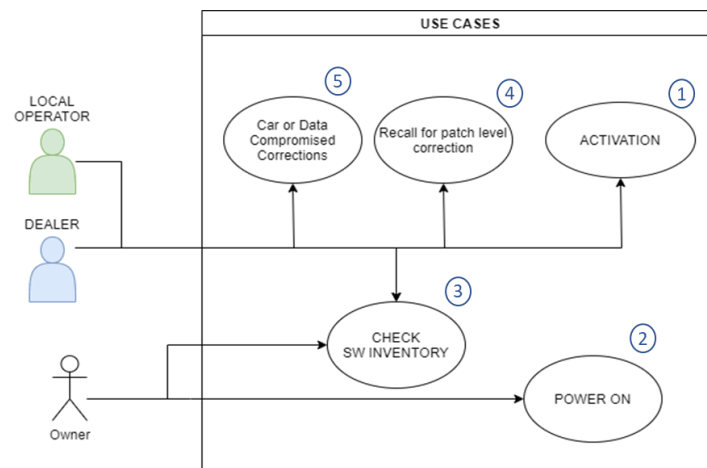 USE CASES
5
4
1
LOCAL
OPERATOR
Car or Data
Compromised
Corrections
Recall for patch level
correction
ACTIVATION
DEALER
3
CHECK
SW INVENTORY
2
POWER ON
Owner